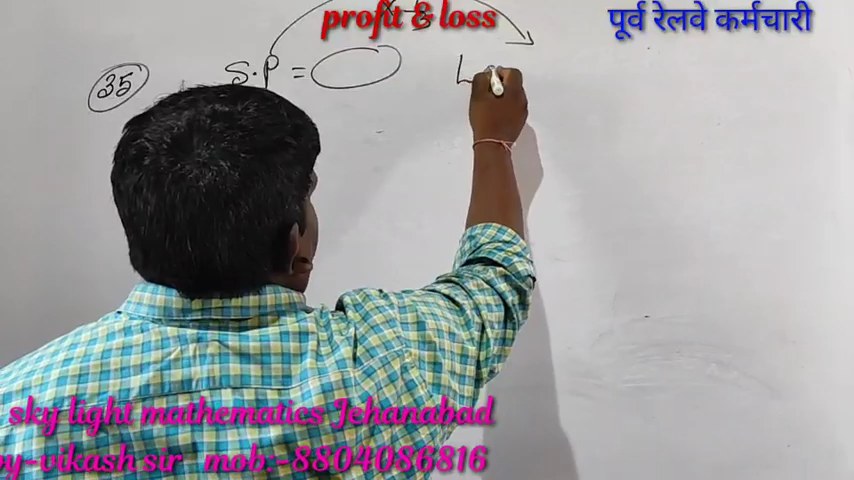 profit & loss
पूर्व रेलवे कर्मचारी
35 S.P = L
sky light mathematics Jehanabad
by-VIKASH sir mob:-8804086816